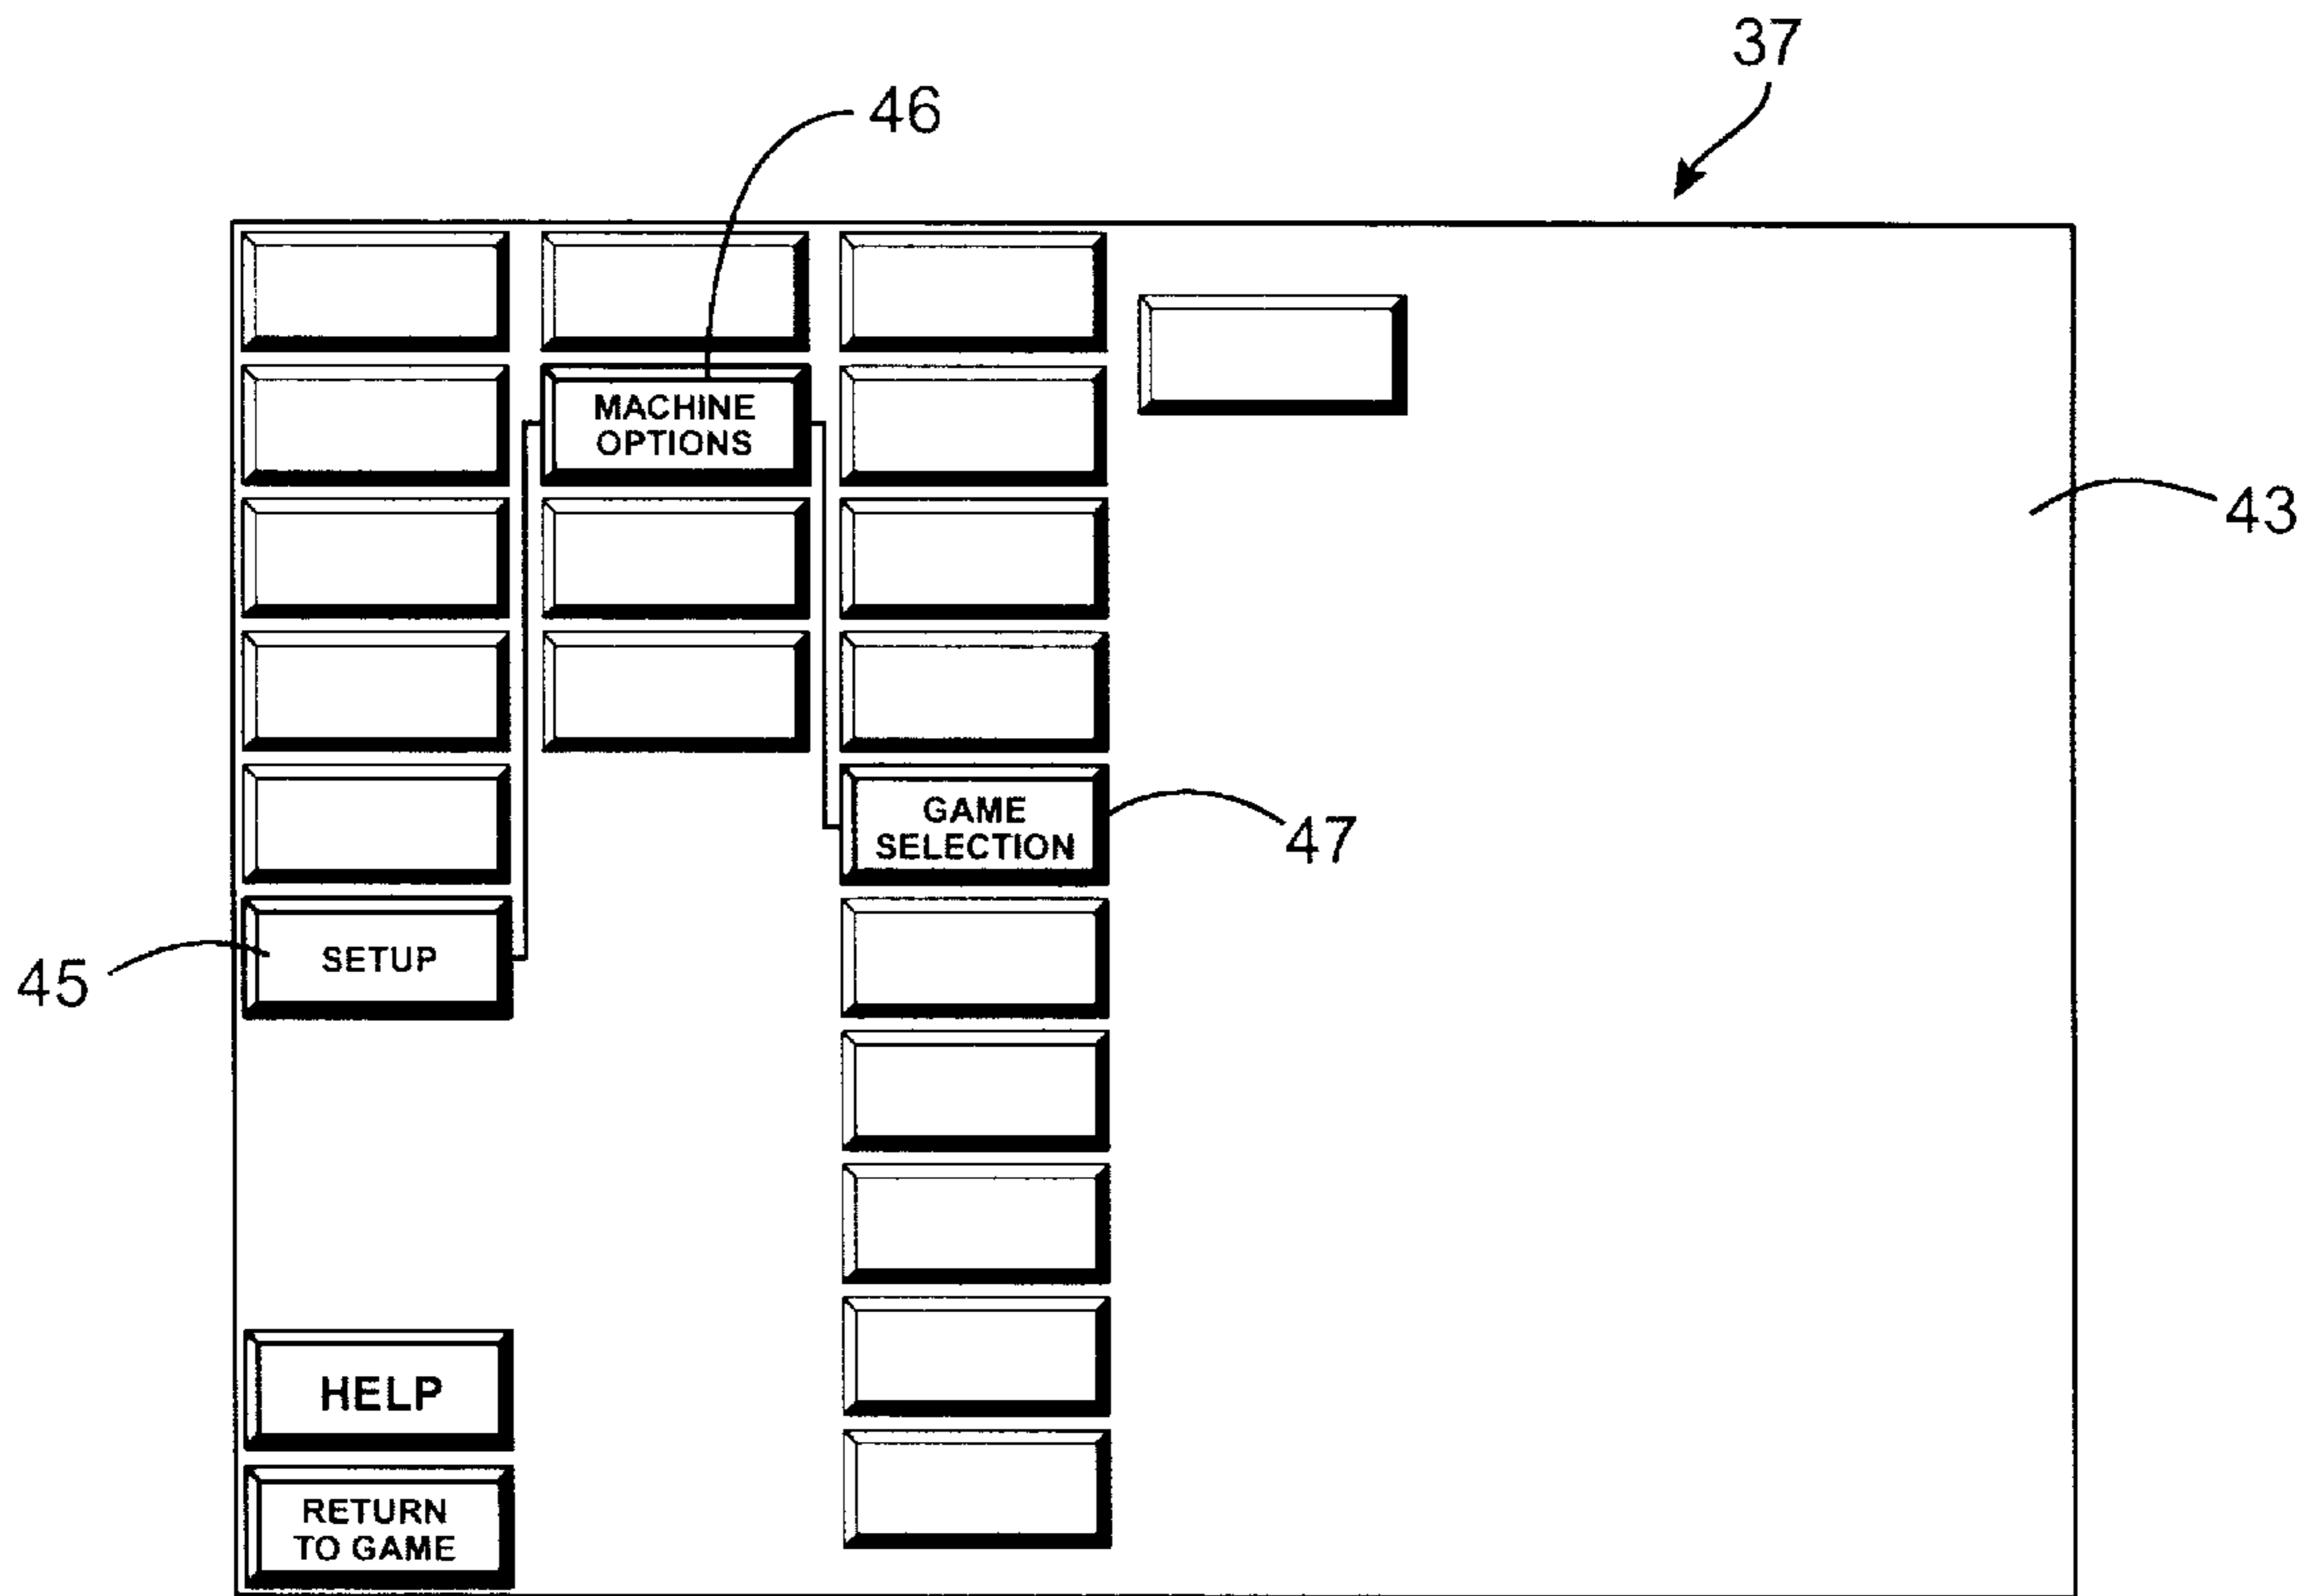 37
46
MACHINE
OPTIONS
43
GAME
SELECTION
47
SETUP
45
HELP
RETURN
TO GAME